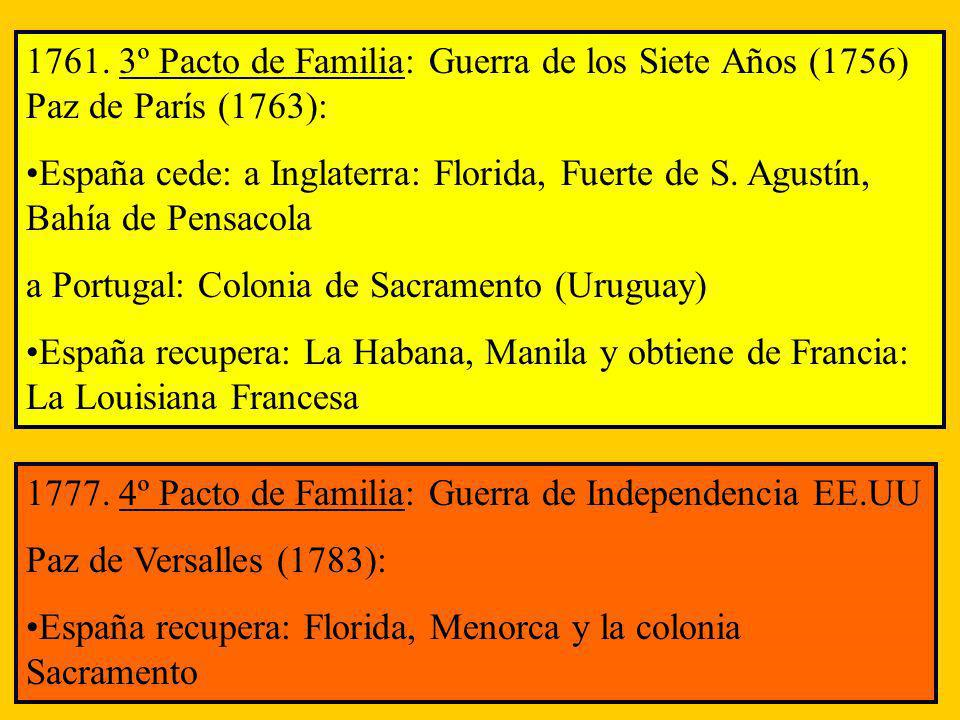 1761. 3º Pacto de Familia: Guerra de los Siete Años (1756)
Paz de París (1763):
•España cede: a Inglaterra: Florida, Fuerte de S. Agustín,
Bahía de Pensacola
a Portugal: Colonia de Sacramento (Uruguay)
•España recupera: La Habana, Manila y obtiene de Francia:
La Louisiana Francesa
1777. 4º Pacto de Familia: Guerra de Independencia EE.UU
Paz de Versalles (1783):
•España recupera: Florida, Menorca y la colonia
Sacramento